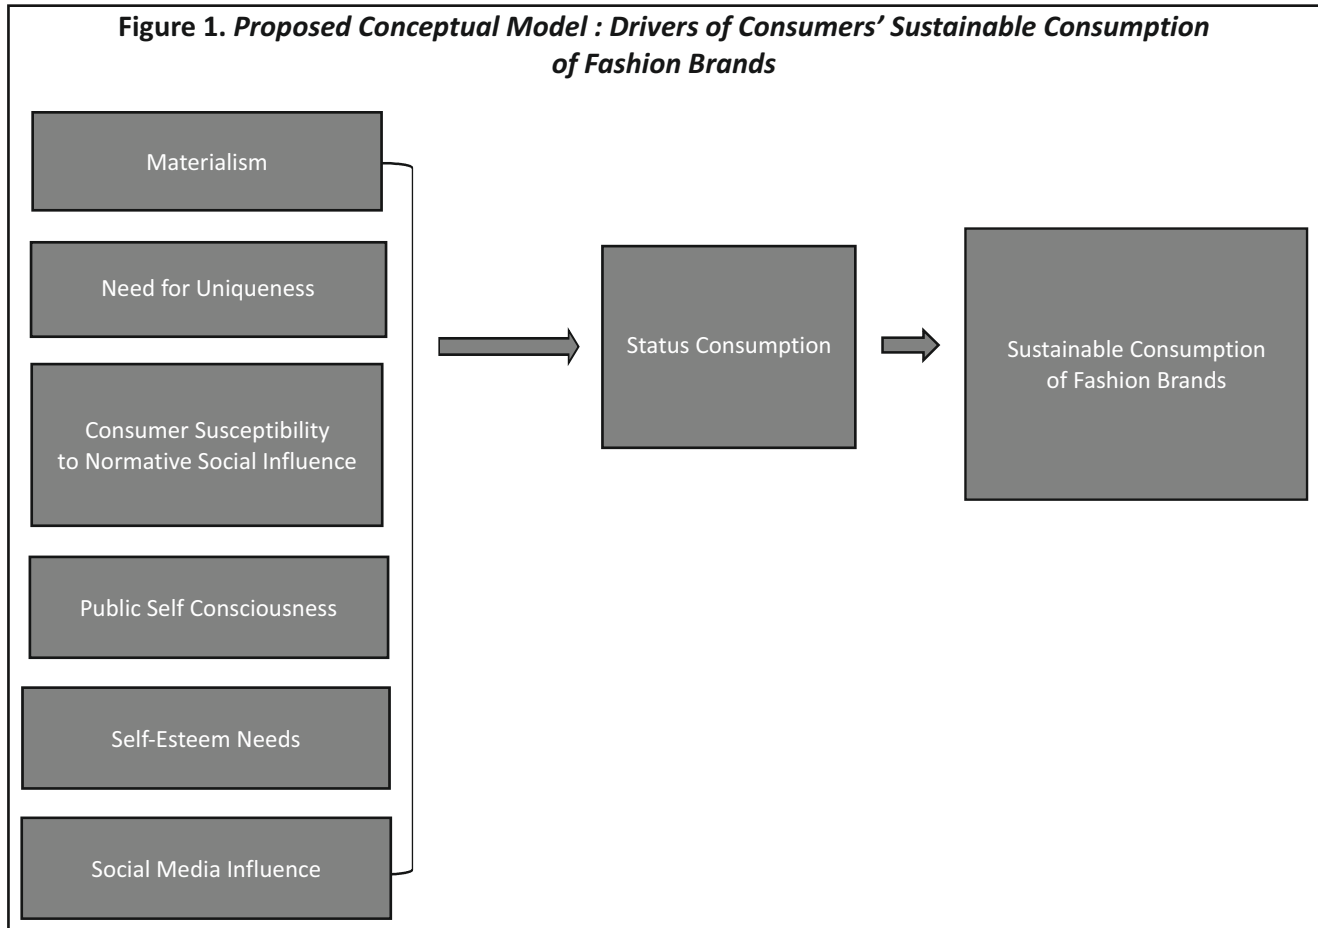 Figure 1. Proposed Conceptual Model : Drivers of Consumers’ Sustainable Consumption
of Fashion Brands
Materialism
Need for Uniqueness
Consumer Susceptibility
to Normative Social Influence
Public Self Consciousness
Self-Esteem Needs
Social Media Influence
Status Consumption
Sustainable Consumption
of Fashion Brands